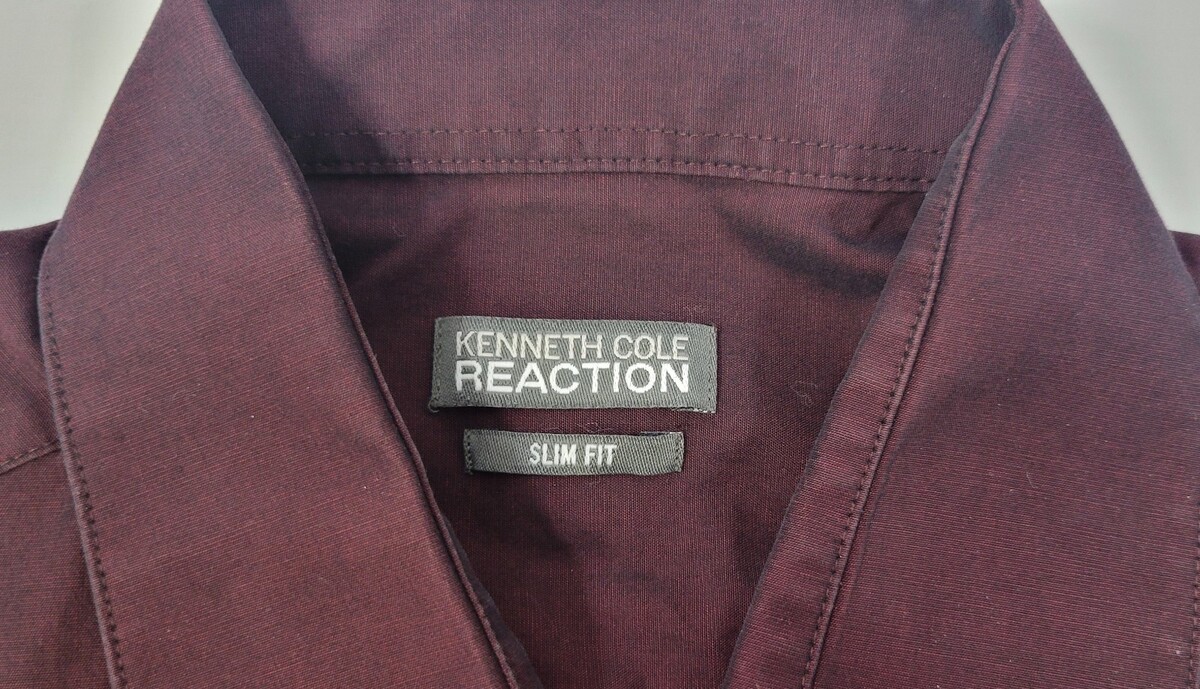 KENNETH COLE
REACTION
SLIM FIT